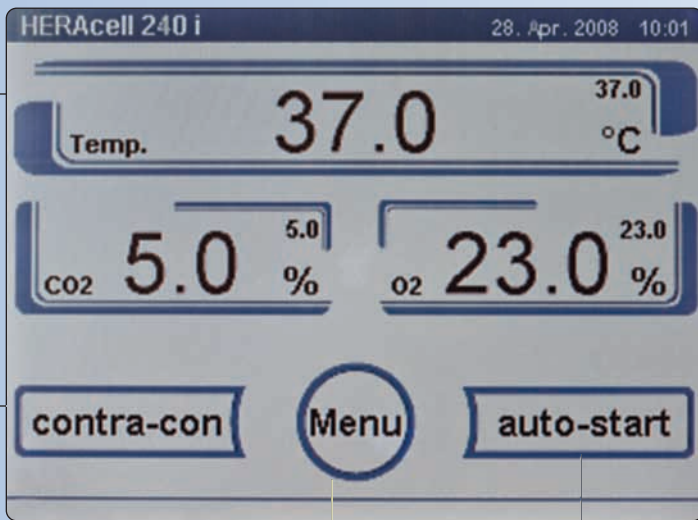 HERAcell 240 i 28. Apr. 2008 10:01
37.0
Temp. 37.0 °C
5.0 23.0
CO2 5.0 % O2 23.0 %
contra-con Menu auto-start